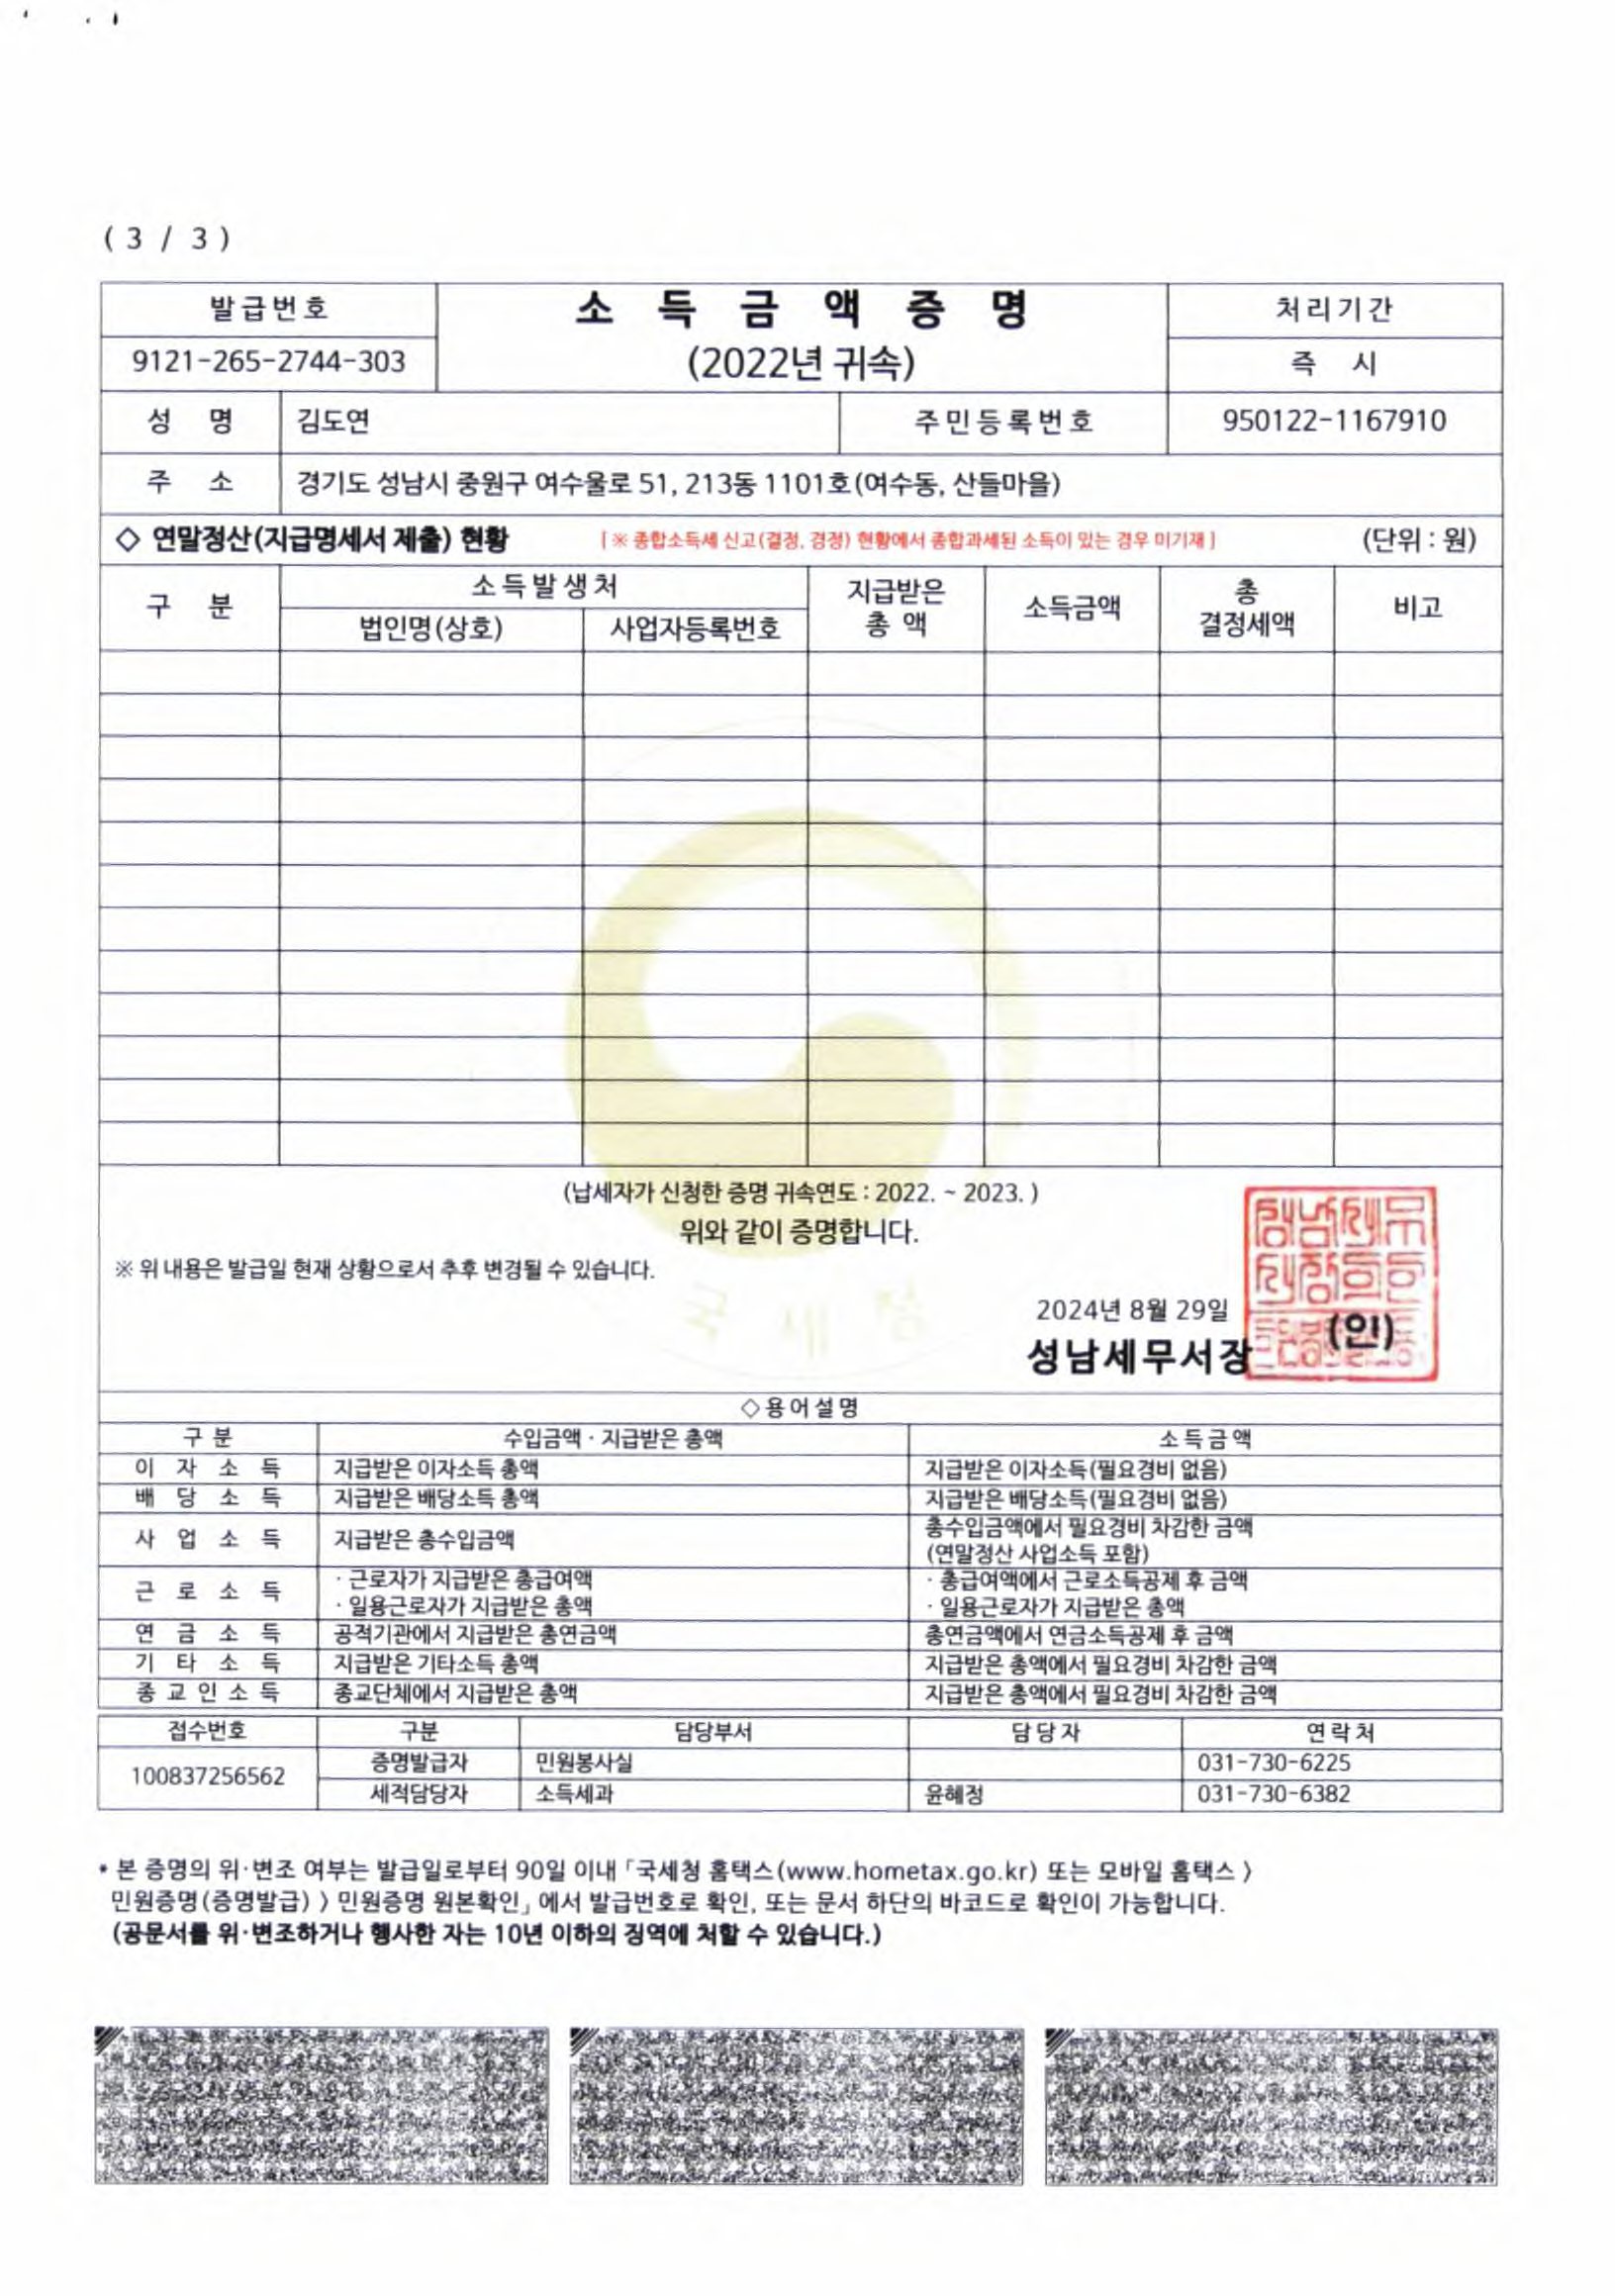 ( 3 / 3 )
발급번호
소 득 금 액 증 명
처리기간
9121-265-2744-303
(2022년 귀속)
즉 시
성 명 김도연 주민등록번호 950122-1167910
주 소 경기도 성남시 중원구 여수울로 51, 213동 1101호(여수동, 산들마을)
◇ 연말정산(지급명세서 제출) 현황 [ ※ 종합소득세 신고(결정, 경정) 현황에서 종합과세된 소득이 있는 경우 미기재 ] (단위 : 원)
구 분 소득발생처 지급받은 총 액 소득금액 총 결정세액 비고
법인명(상호) 사업자등록번호
(납세자가 신청한 증명 귀속연도 : 2022. ~ 2023. )
위와 같이 증명합니다.
※ 위 내용은 발급일 현재 상황으로서 추후 변경될 수 있습니다.
국 세 청
2024년 8월 29일
성남세무서장 (인)
◇용어설명
구 분 수입금액 · 지급받은 총액 소 득 금 액
이 자 소 득 지급받은 이자소득 총액 지급받은 이자소득(필요경비 없음)
배 당 소 득 지급받은 배당소득 총액 지급받은 배당소득(필요경비 없음)
사 업 소 득 지급받은 총수입금액 총수입금액에서 필요경비 차감한 금액
(연말정산 사업소득 포함)
근 로 소 득 · 근로자가 지급받은 총급여액 · 총급여액에서 근로소득공제 후 금액
· 일용근로자가 지급받은 총액 · 일용근로자가 지급받은 총액
연 금 소 득 공적기관에서 지급받은 총연금액 총연금액에서 연금소득공제 후 금액
기 타 소 득 지급받은 기타소득 총액 지급받은 총액에서 필요경비 차감한 금액
종 교 인 소 득 종교단체에서 지급받은 총액 지급받은 총액에서 필요경비 차감한 금액
접수번호 구분 담당부서 담 당 자 연 락 처
100837256562 증명발급자 민원봉사실 031-730-6225
세적담당자 소득세과 윤혜정 031-730-6382
* 본 증명의 위·변조 여부는 발급일로부터 90일 이내 「국세청 홈택스(www.hometax.go.kr) 또는 모바일 홈택스 〉
민원증명(증명발급) 〉 민원증명 원본확인」 에서 발급번호로 확인, 또는 문서 하단의 바코드로 확인이 가능합니다.
(공문서를 위·변조하거나 행사한 자는 10년 이하의 징역에 처할 수 있습니다.)